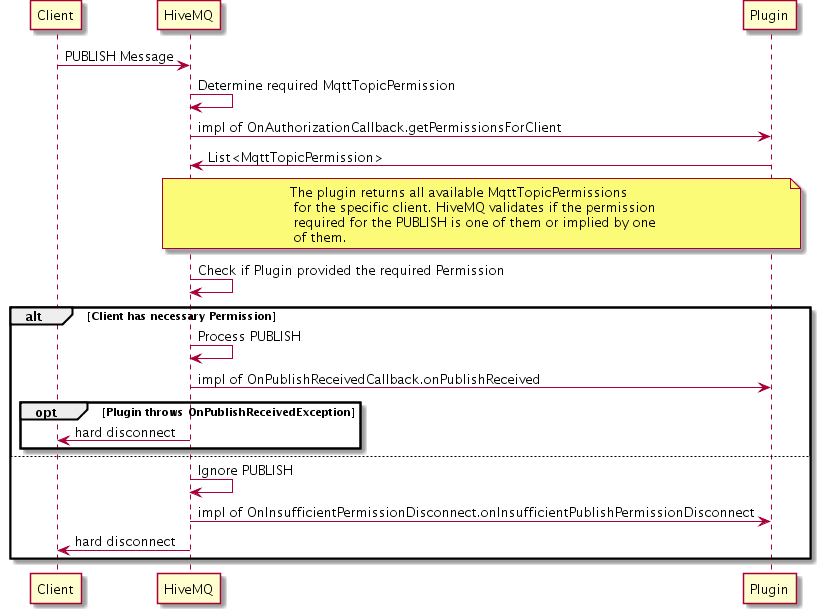 Client
HiveMQ
Plugin
PUBLISH Message
Determine required MqttTopicPermission
impl of OnAuthorizationCallback.getPermissionsForClient
List<MqttTopicPermission>
The plugin returns all available MqttTopicPermissions
for the specific client. HiveMQ validates if the permission
required for the PUBLISH is one of them or implied by one
of them.
Check if Plugin provided the required Permission
alt [Client has necessary Permission]
Process PUBLISH
impl of OnPublishReceivedCallback.onPublishReceived
opt [Plugin throws OnPublishReceivedException]
hard disconnect
Ignore PUBLISH
impl of OnInsufficientPermissionDisconnect.onInsufficientPublishPermissionDisconnect
hard disconnect
Client
HiveMQ
Plugin